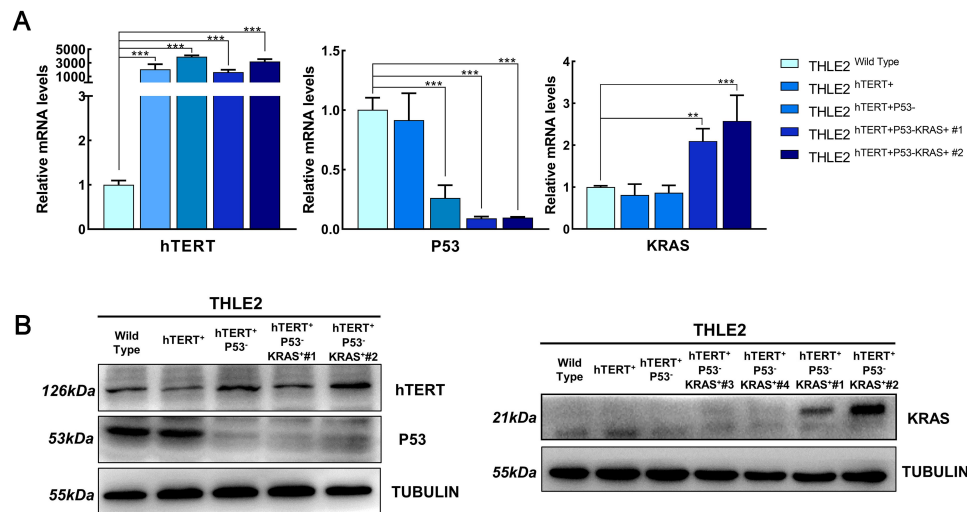 A
Relative mRNA levels
5000
3000
1000
3
2
1
0
***
***
***
***
hTERT
Relative mRNA levels
1.0
0.5
0.0
***
***
***
P53
Relative mRNA levels
4
3
2
1
0
**
***
KRAS
THLE2 Wild Type
THLE2 hTERT+
THLE2 hTERT+P53-
THLE2 hTERT+P53-KRAS+ #1
THLE2 hTERT+P53-KRAS+ #2
B
THLE2
Wild Type
hTERT+
hTERT+ P53-
hTERT+ P53- KRAS+#1
hTERT+ P53- KRAS+#2
126kDa
hTERT
53kDa
P53
55kDa
TUBULIN
THLE2
Wild Type
hTERT+
hTERT+ P53-
hTERT+ P53- KRAS+#3
hTERT+ P53- KRAS+#4
hTERT+ P53- KRAS+#1
hTERT+ P53- KRAS+#2
21kDa
KRAS
55kDa
TUBULIN